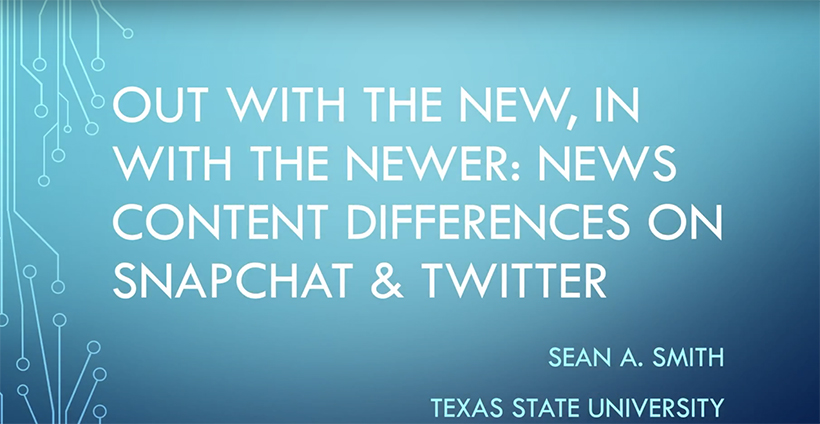 OUT WITH THE NEW, IN
WITH THE NEWER: NEWS
CONTENT DIFFERENCES ON
SNAPCHAT & TWITTER
SEAN A. SMITH
TEXAS STATE UNIVERSITY